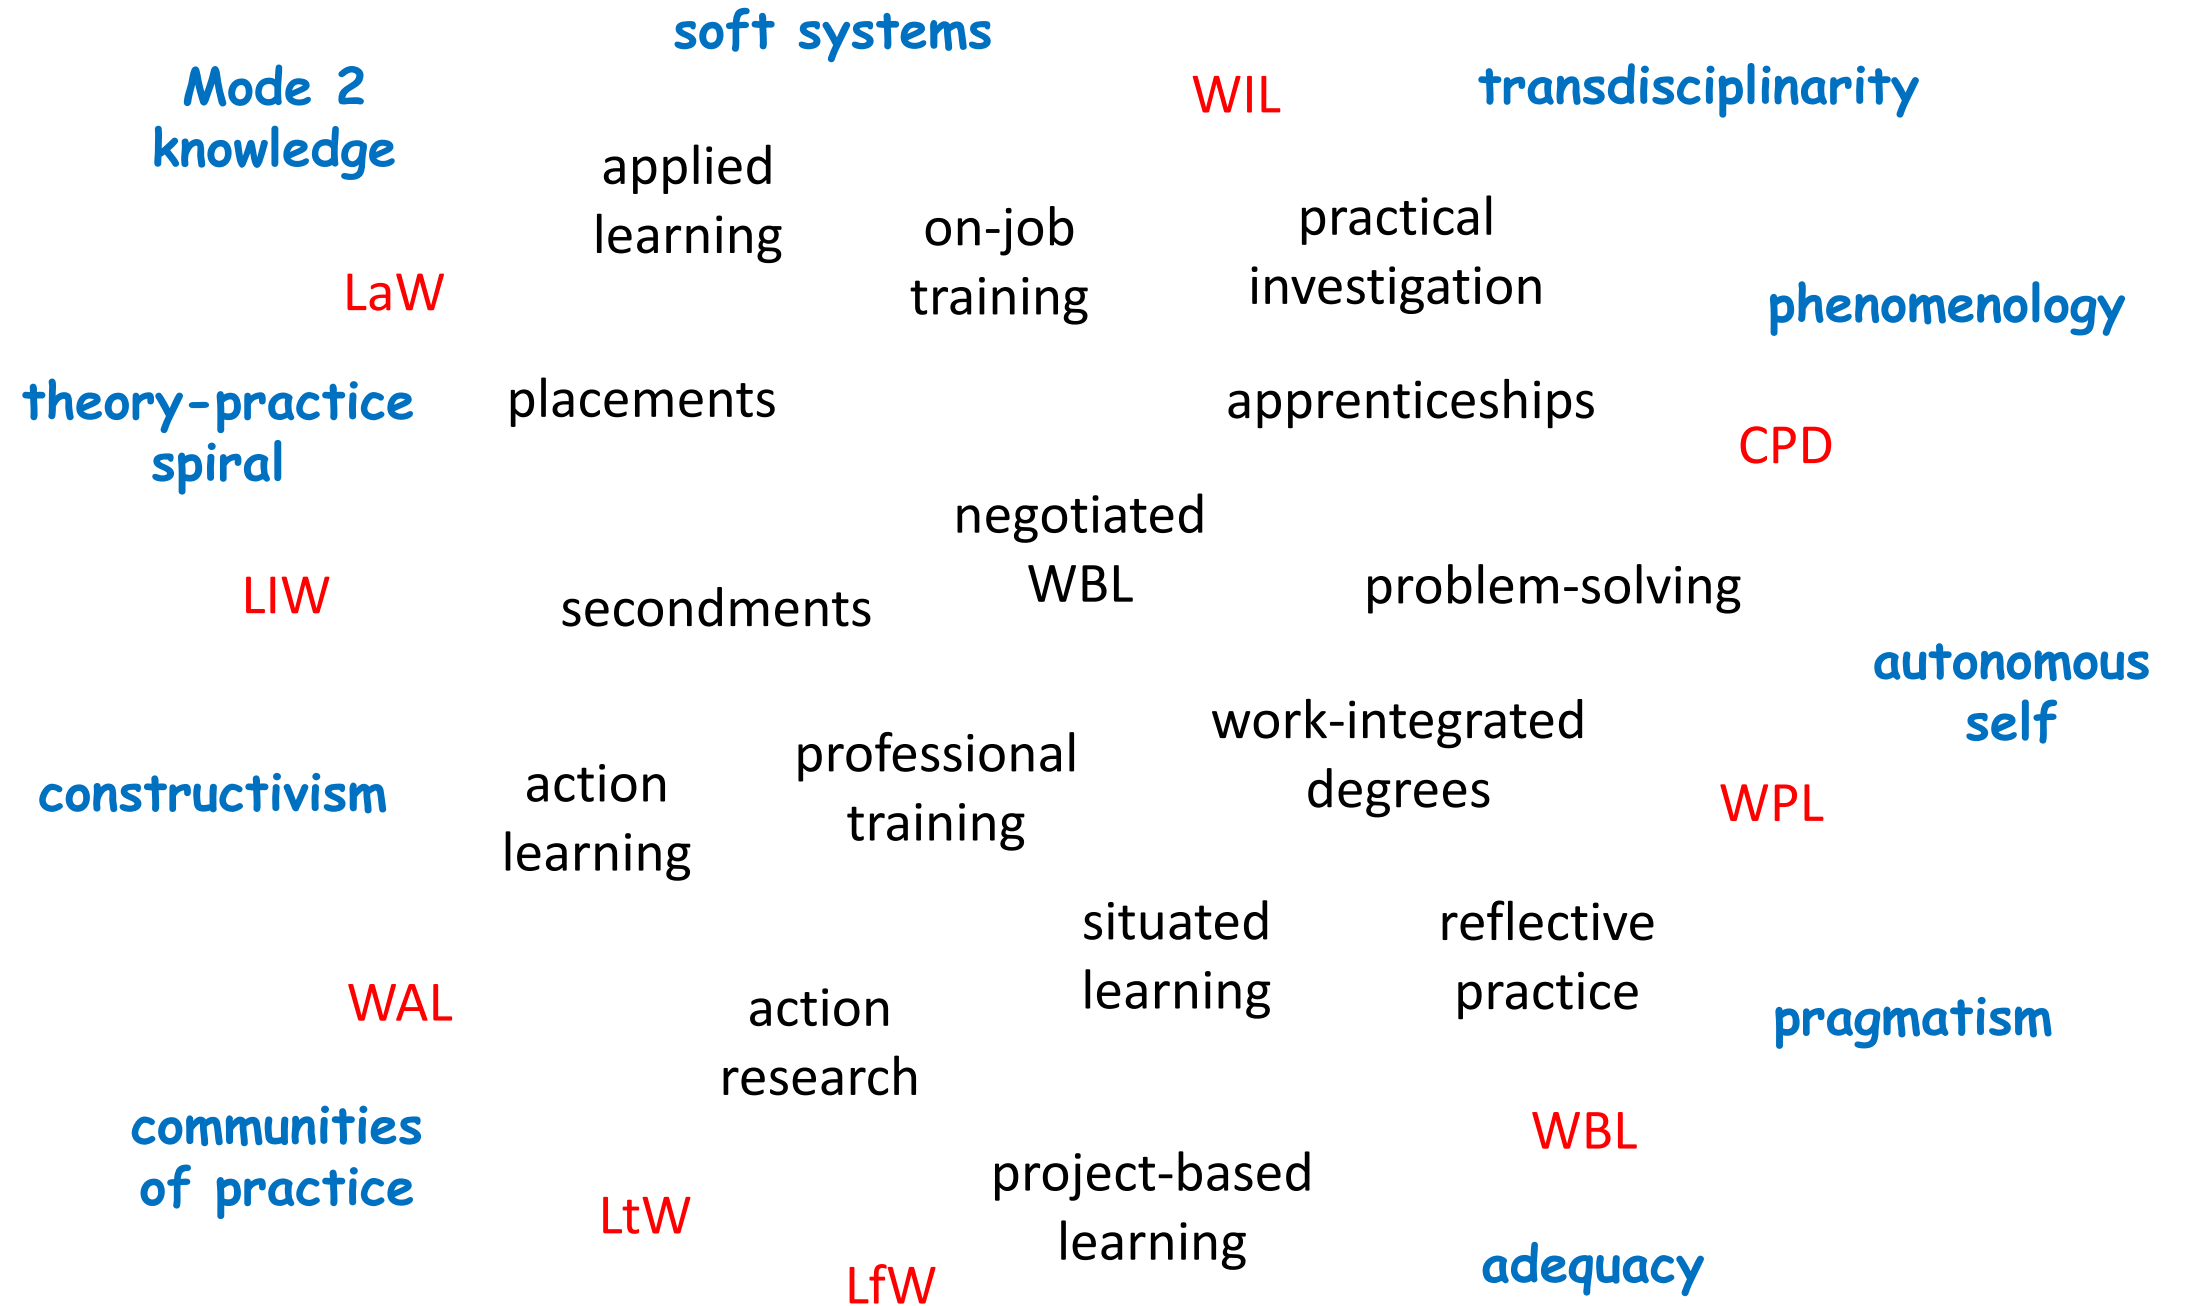 soft systems
Mode 2
knowledge
WIL
transdisciplinarity
applied
learning
on-job
training
practical
investigation
LaW
phenomenology
theory-practice
spiral
placements
apprenticeships
CPD
negotiated
WBL
LIW
secondments
problem-solving
autonomous
self
constructivism
action
learning
professional
training
work-integrated
degrees
WPL
situated
learning
reflective
practice
WAL
action
research
pragmatism
communities
of practice
WBL
LtW
project-based
learning
LfW
adequacy